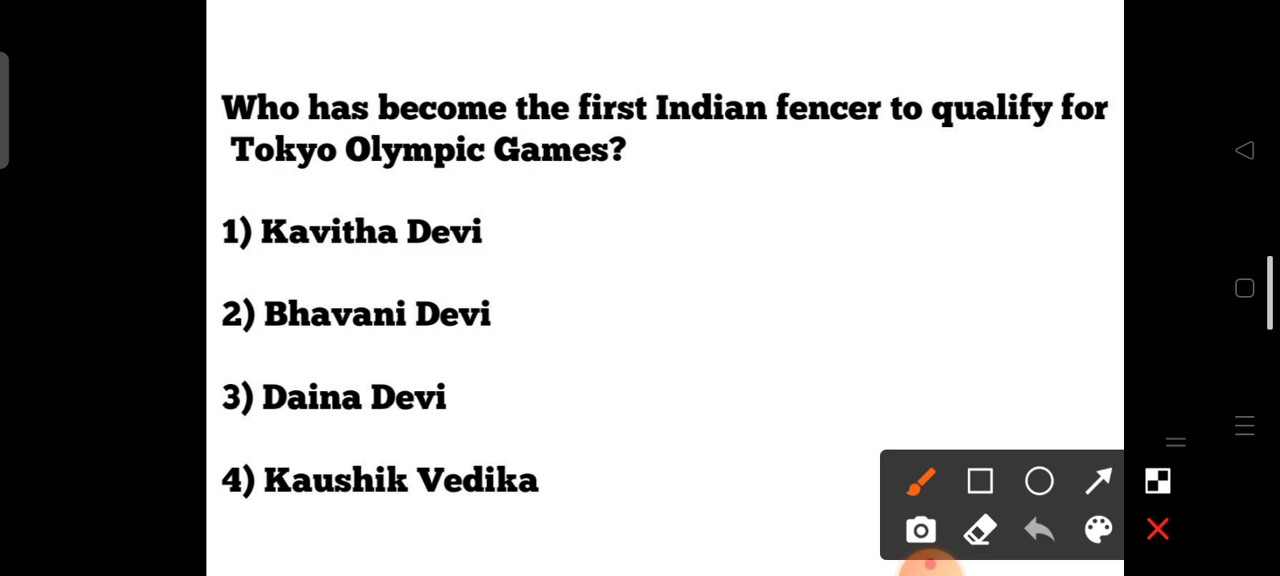 Who has become the first Indian fencer to qualify for
Tokyo Olympic Games?
1) Kavitha Devi
2) Bhavani Devi
3) Daina Devi
4) Kaushik Vedika